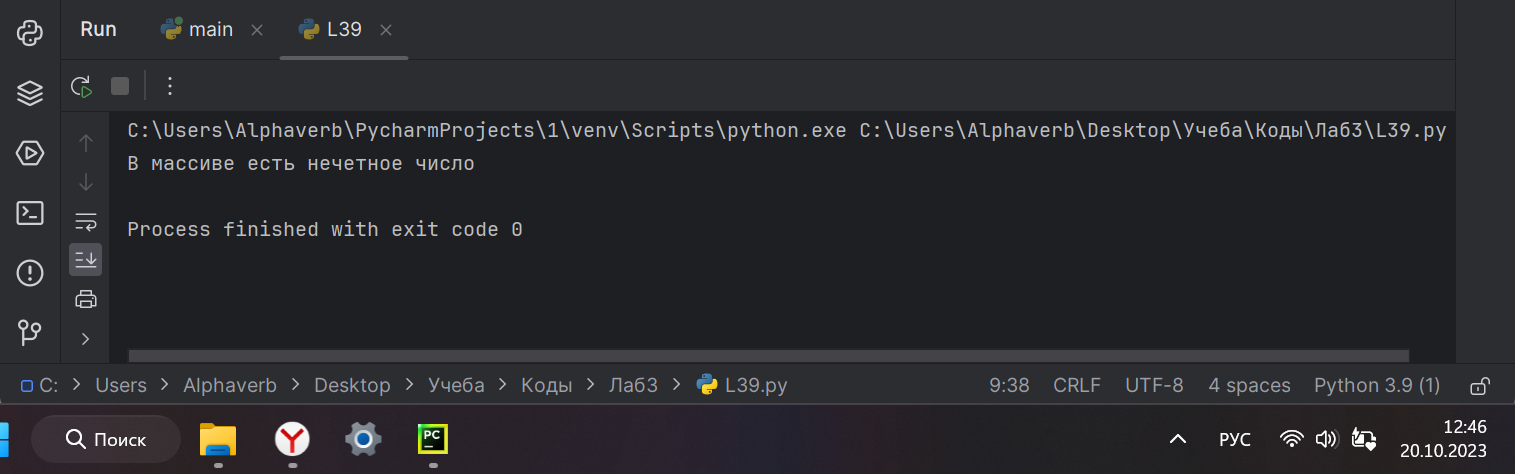 Run main L39
C:\Users\Alphaverb\PycharmProjects\1\venv\Scripts\python.exe C:\Users\Alphaverb\Desktop\Учеба\Коды\Лаб3\L39.py
В массиве есть нечетное число
Process finished with exit code 0
C: Users Alphaverb Desktop Учеба Коды Лаб3 L39.py 9:38 CRLF UTF-8 4 spaces Python 3.9 (1)
Поиск PC РУС 12:46
20.10.2023